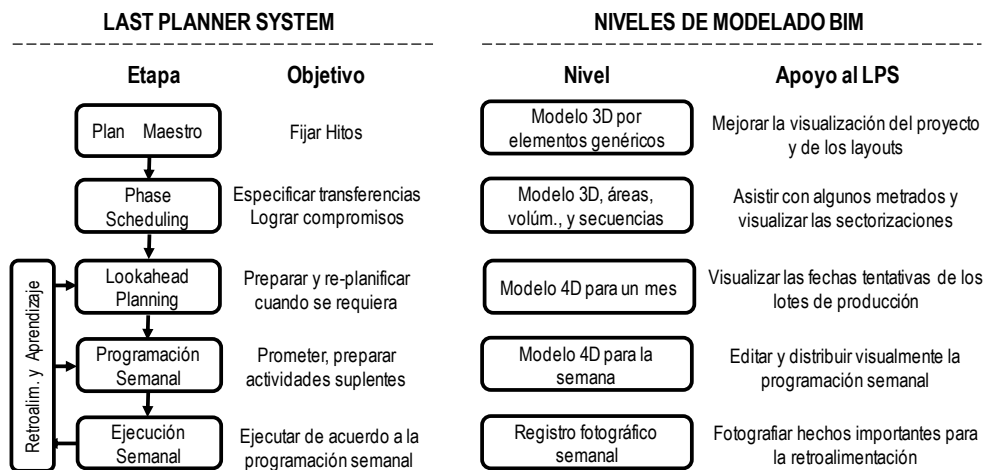 LAST PLANNER SYSTEM
NIVELES DE MODELADO BIM
Etapa
Objetivo
Nivel
Apoyo al LPS
Plan Maestro
Fijar Hitos
Modelo 3D por
elementos genéricos
Mejorar la visualización del proyecto
y de los layouts
Phase
Scheduling
Especificar transferencias
Lograr compromisos
Modelo 3D, áreas,
volúm., y secuencias
Asistir con algunos metrados y
visualizar las sectorizaciones
Retroalim. y Aprendizaje
Lookahead
Planning
Preparar y re-planificar
cuando se requiera
Modelo 4D para un mes
Visualizar las fechas tentativas de los
lotes de producción
Programación
Semanal
Prometer, preparar
actividades suplentes
Modelo 4D para la
semana
Editar y distribuir visualmente la
programación semanal
Ejecución
Semanal
Ejecutar de acuerdo a la
programación semanal
Registro fotográfico
semanal
Fotografiar hechos importantes para
la retroalimentación